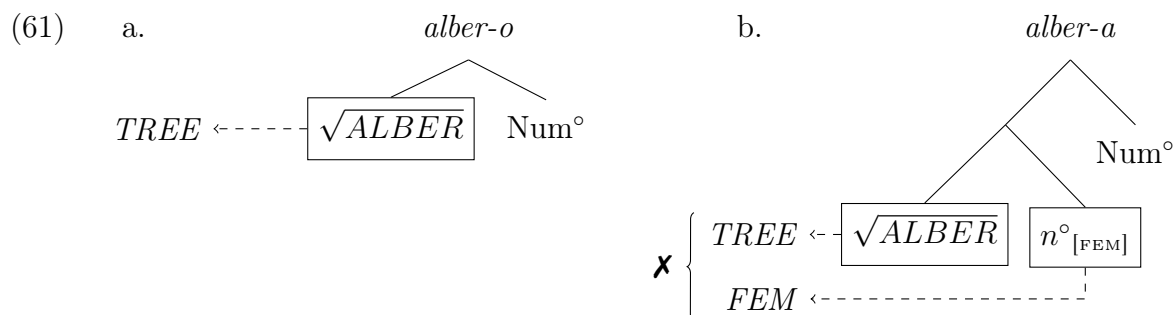 (61) a. alber-o b. alber-a
TREE √ALBER Num° Num°
TREE √ALBER n°[FEM]
✗
FEM